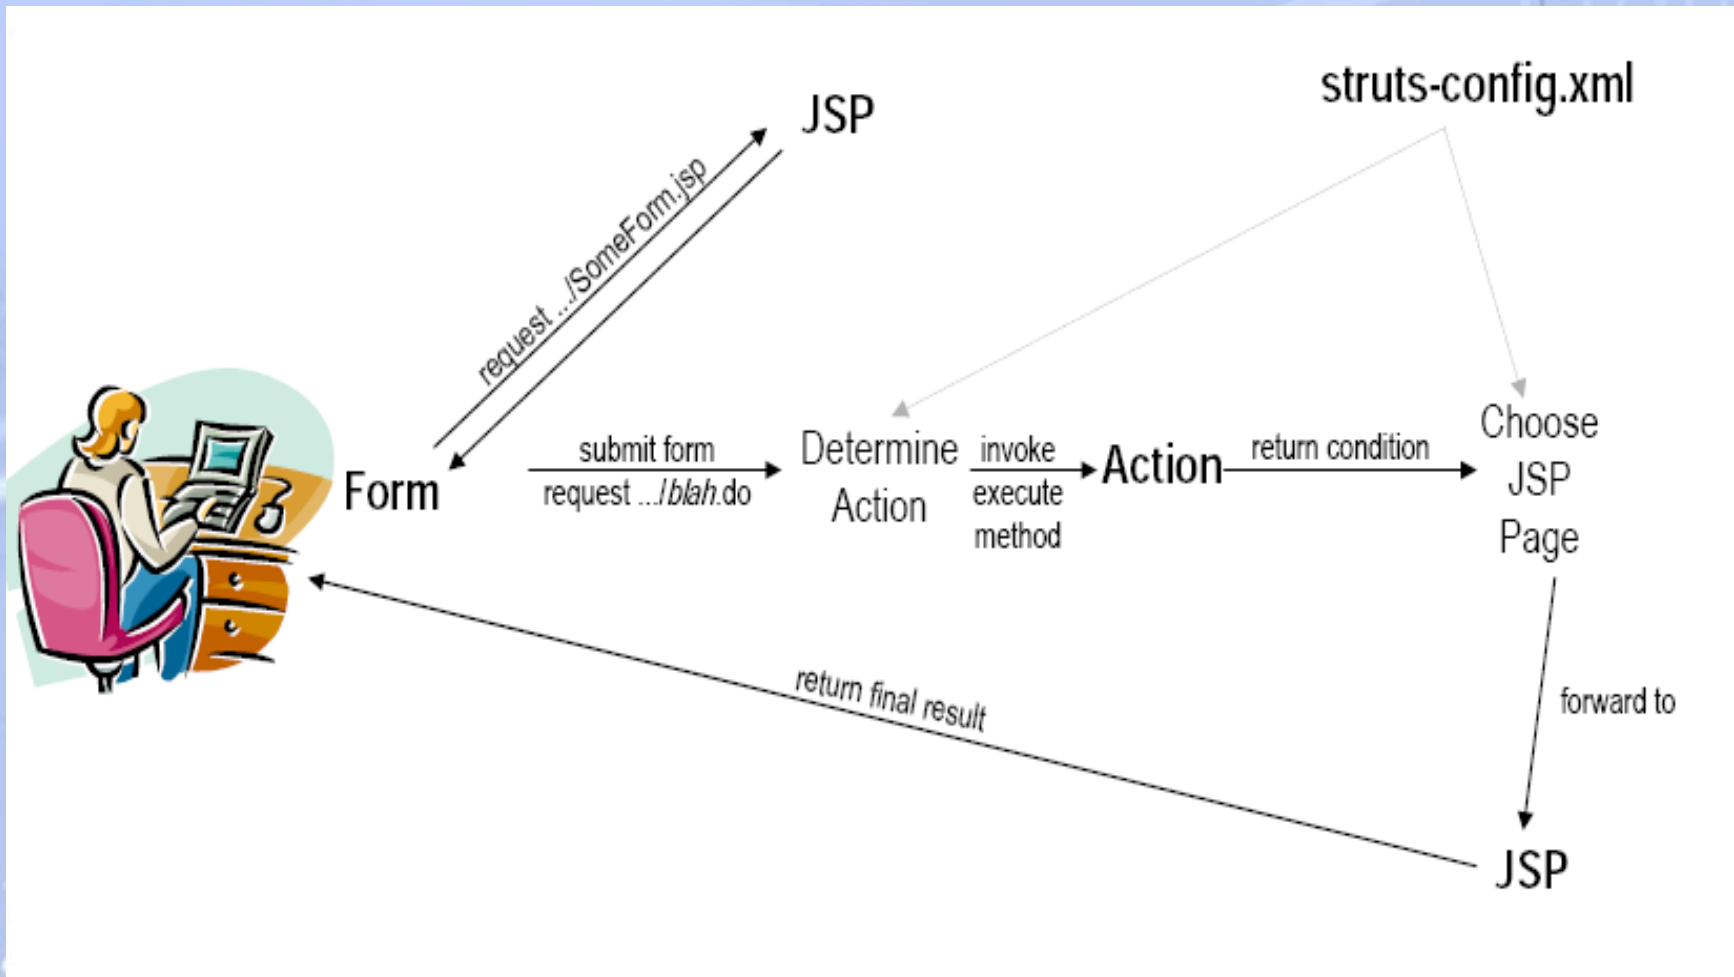 struts-config.xml
JSP
request .../SomeForm.jsp
Form
submit form
request .../blah.do
Determine
Action
invoke
execute
method
Action
return condition
Choose
JSP
Page
forward to
return final result
JSP